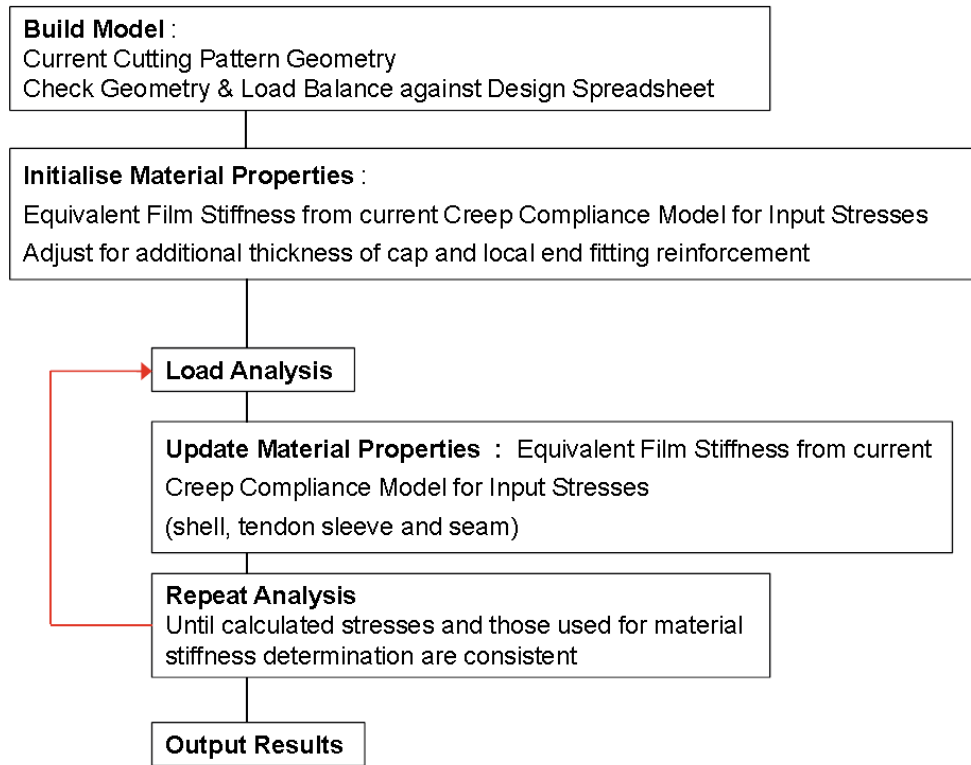 Build Model :
Current Cutting Pattern Geometry
Check Geometry & Load Balance against Design Spreadsheet
Initialise Material Properties :
Equivalent Film Stiffness from current Creep Compliance Model for Input Stresses
Adjust for additional thickness of cap and local end fitting reinforcement
Load Analysis
Update Material Properties : Equivalent Film Stiffness from current
Creep Compliance Model for Input Stresses
(shell, tendon sleeve and seam)
Repeat Analysis
Until calculated stresses and those used for material
stiffness determination are consistent
Output Results